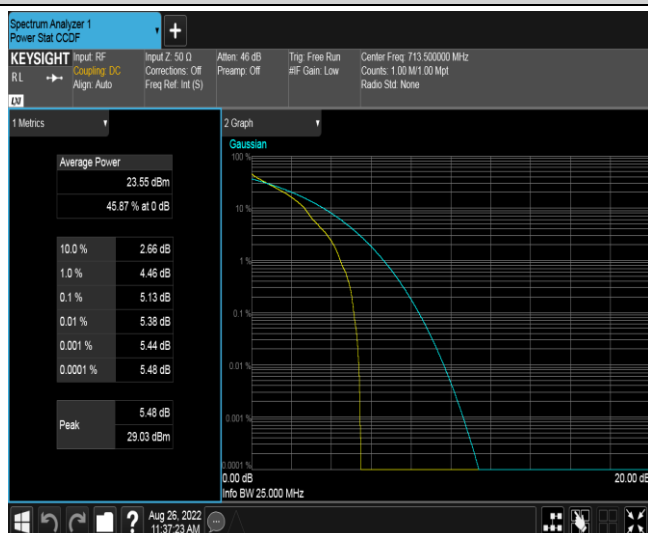 Spectrum Analyzer 1
Power Stat CCDF
KEYSIGHT
RL
LXI
Input: RF
Coupling: DC
Align: Auto
Input Z: 50 Ω
Corrections: Off
Freq Ref: Int (S)
Atten: 46 dB
Preamp: Off
Trig: Free Run
#IF Gain: Low
Center Freq: 713.500000 MHz
Counts: 1.00 M/1.00 Mpt
Radio Std: None
1 Metrics
Average Power
23.55 dBm
45.87 % at 0 dB
10.0 % 2.66 dB
1.0 % 4.46 dB
0.1 % 5.13 dB
0.01 % 5.38 dB
0.001 % 5.44 dB
0.0001 % 5.48 dB
Peak
5.48 dB
29.03 dBm
2 Graph
Gaussian
100 %
10 %
1 %
0.1 %
0.01 %
0.001 %
0.0001 %
0.00 dB 20.00 dB
Info BW 25.000 MHz
Aug 26, 2022
11:37:23 AM